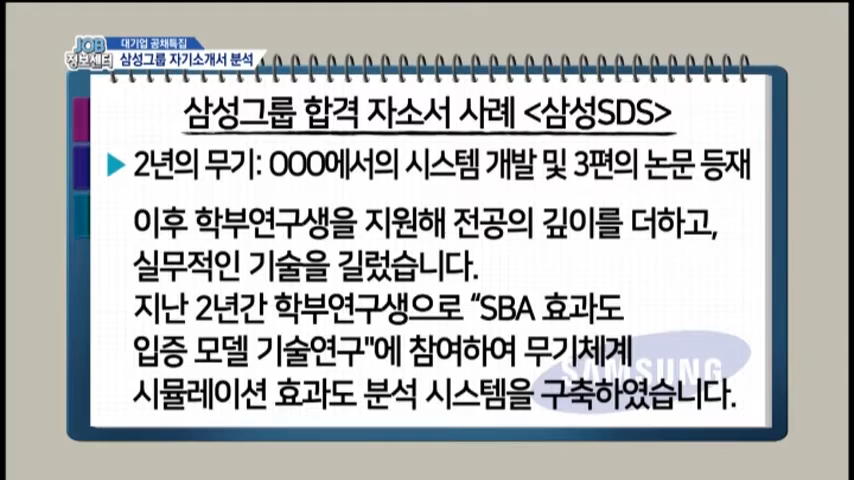 JOB
정보센터
대기업 공채특집
삼성그룹 자기소개서 분석
삼성그룹 합격 자소서 사례 <삼성SDS>
▶ 2년의 무기: OOO에서의 시스템 개발 및 3편의 논문 등재
이후 학부연구생을 지원해 전공의 깊이를 더하고,
실무적인 기술을 길렀습니다.
지난 2년간 학부연구생으로 “SBA 효과도
입증 모델 기술연구"에 참여하여 무기체계
시뮬레이션 효과도 분석 시스템을 구축하였습니다.
SAMSUNG